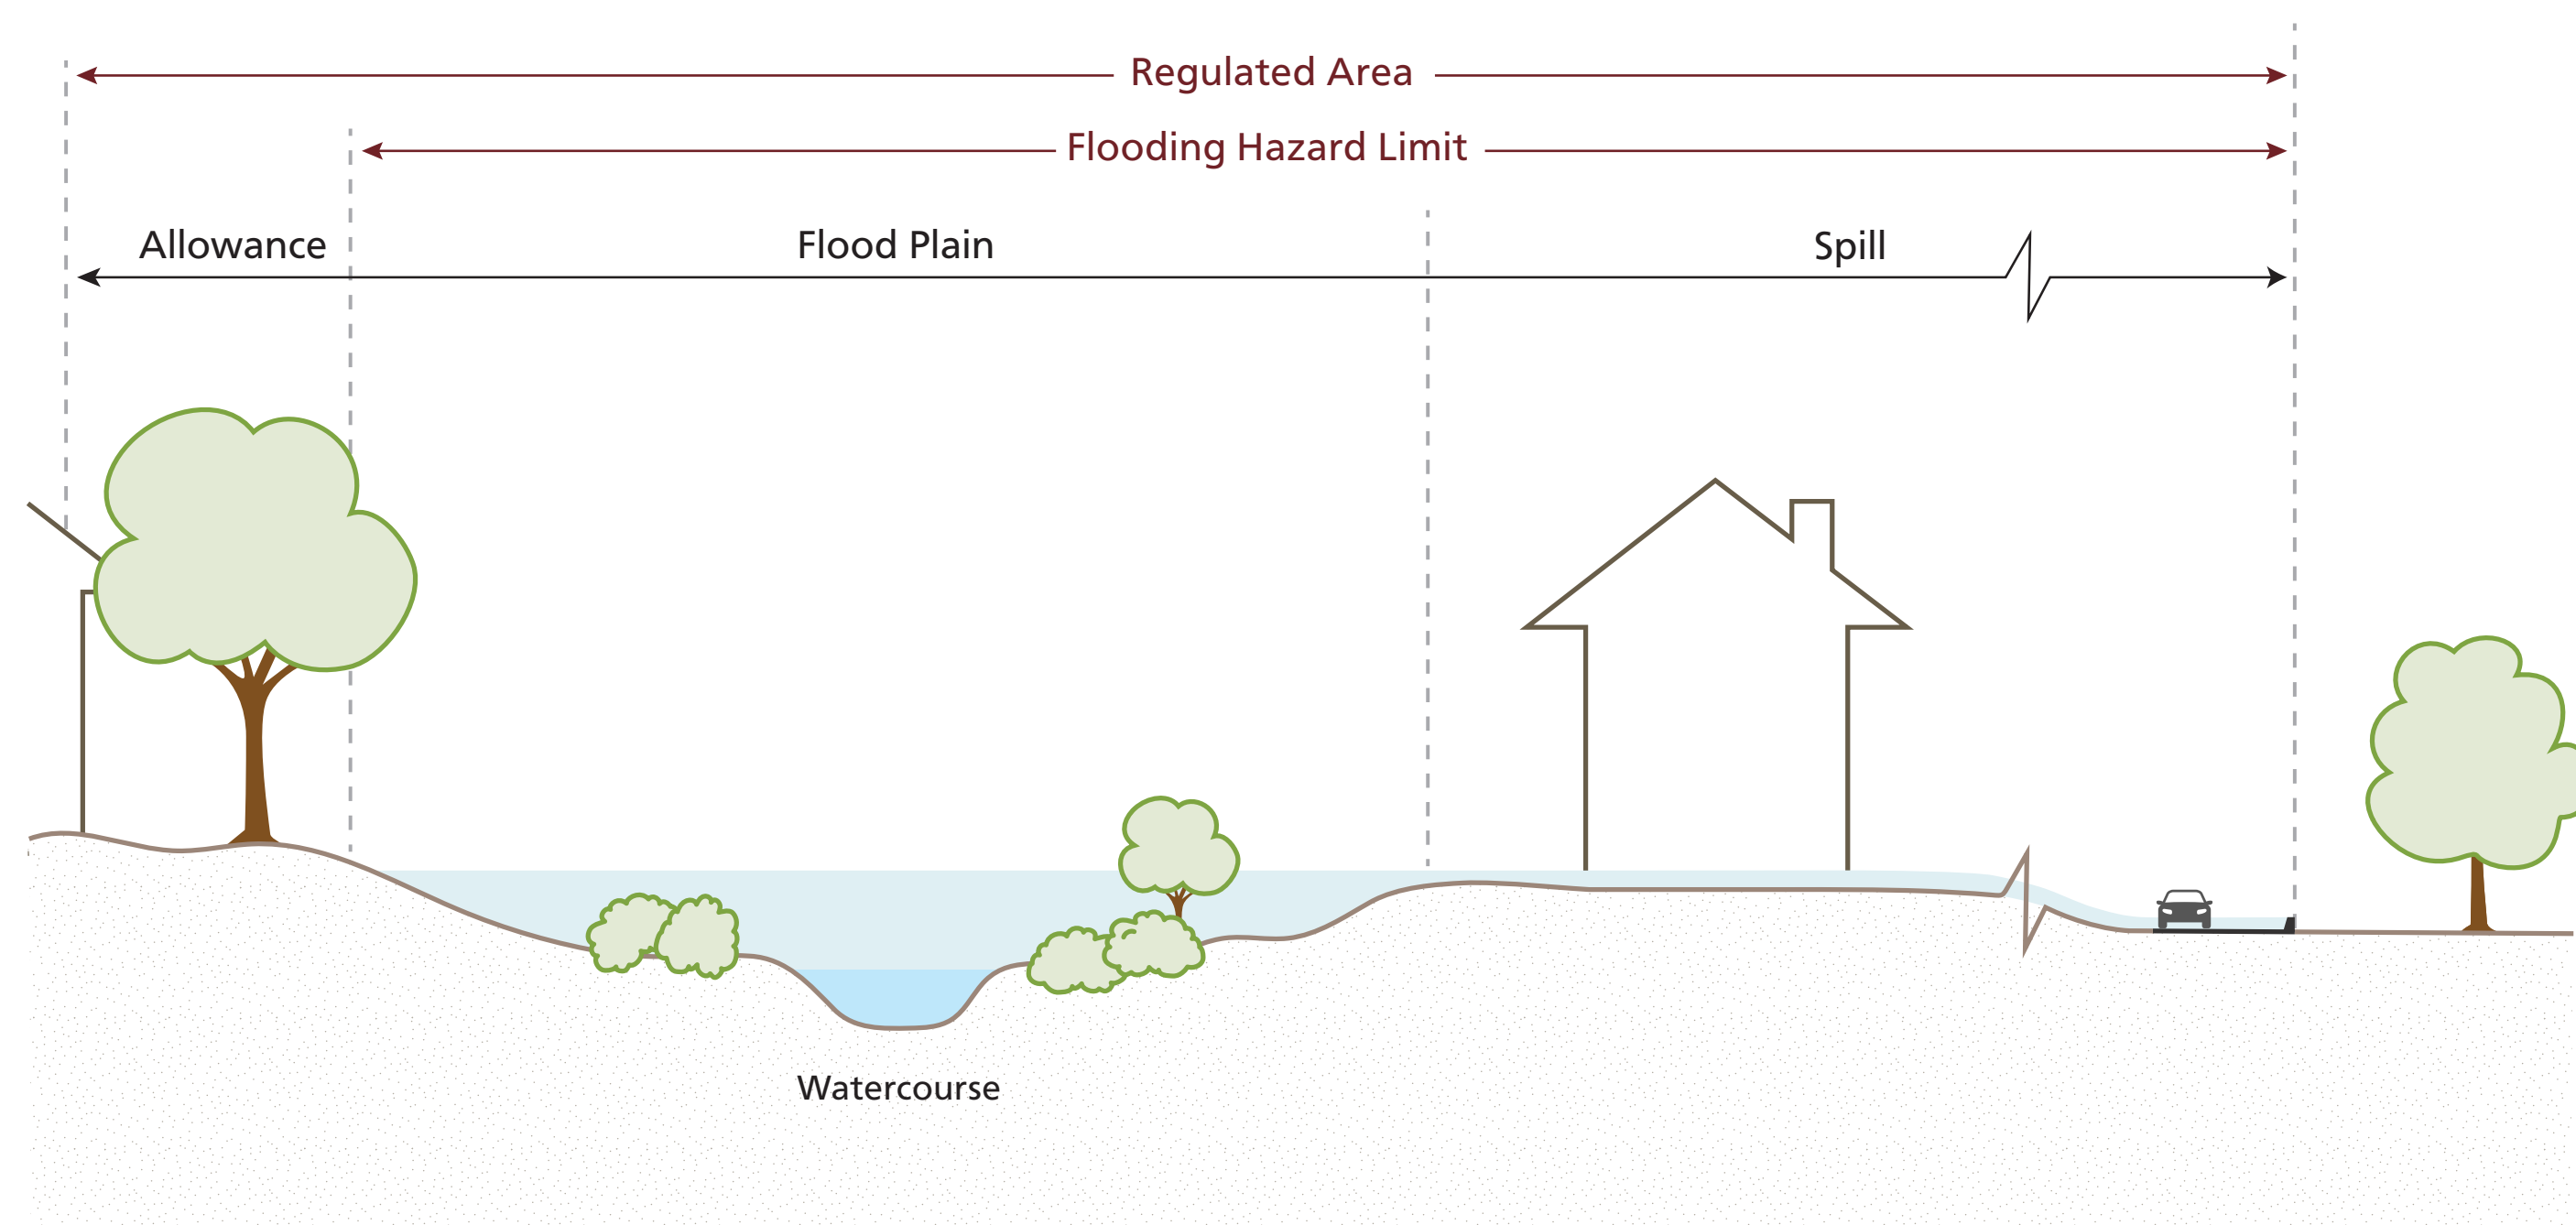 Regulated Area
Flooding Hazard Limit
Allowance
Flood Plain
Spill
Watercourse